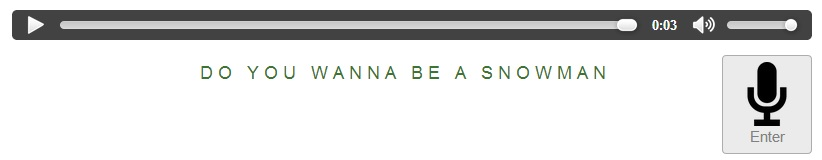 0:03
DO YOU WANNA BE A SNOWMAN
Enter